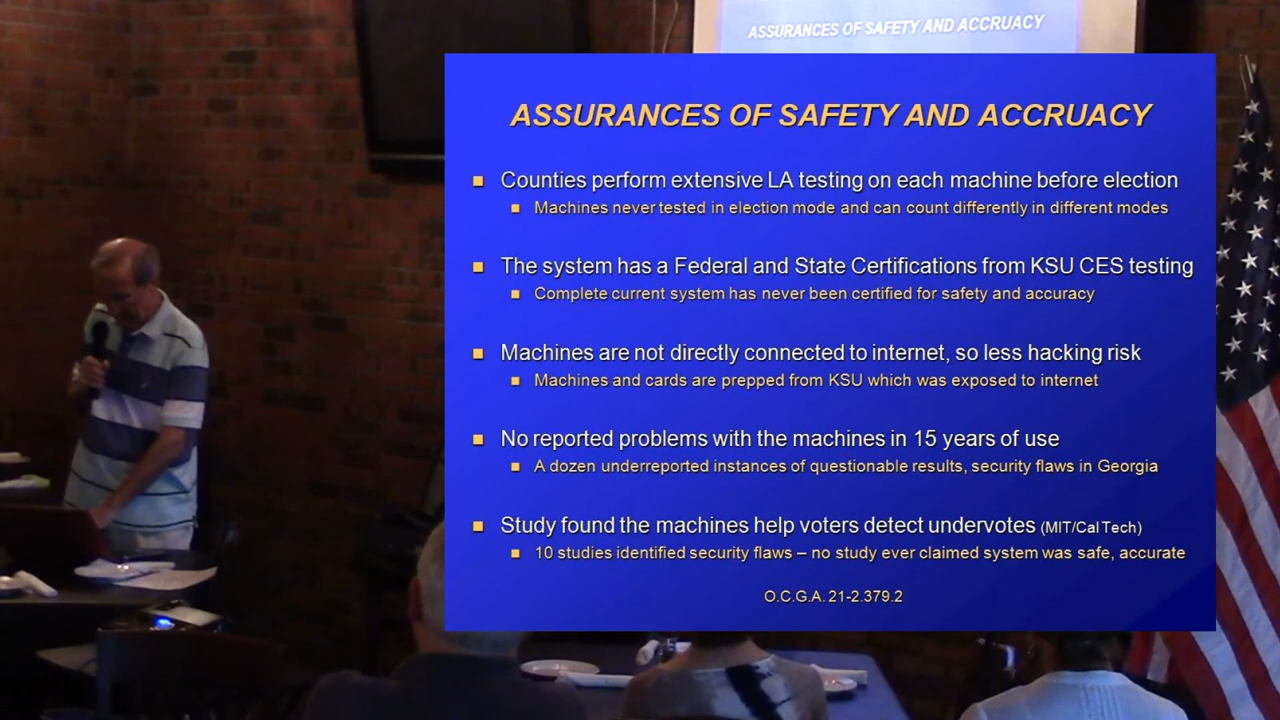 ASSURANCES OF SAFETY AND ACCRUACY
ASSURANCES OF SAFETY AND ACCRUACY
Counties perform extensive LA testing on each machine before election
Machines never tested in election mode and can count differently in different modes
The system has a Federal and State Certifications from KSU CES testing
Complete current system has never been certified for safety and accuracy
Machines are not directly connected to internet, so less hacking risk
Machines and cards are prepped from KSU which was exposed to internet
No reported problems with the machines in 15 years of use
A dozen underreported instances of questionable results, security flaws in Georgia
Study found the machines help voters detect undervotes (MIT/Cal Tech)
10 studies identified security flaws – no study ever claimed system was safe, accurate
O.C.G.A. 21-2.379.2